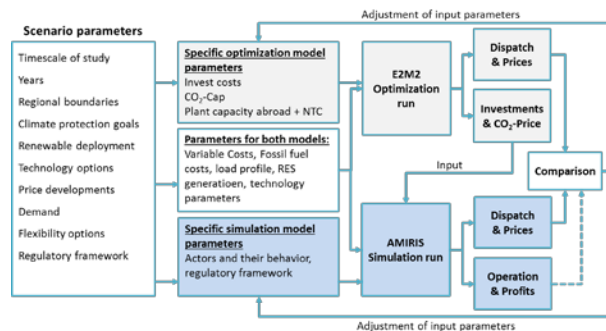 Adjustment of input parameters
Scenario parameters
Timescale of study
Years
Regional boundaries
Climate protection goals
Renewable deployment
Technology options
Price developments
Demand
Flexibility options
Regulatory framework
Specific optimization model
parameters
Invest costs
CO₂-Cap
Plant capacity abroad + NTC
Parameters for both models:
Variable Costs, Fossil fuel
costs, load profile, RES
generatioen, technology
parameters
Specific simulation model
parameters
Actors and their behavior,
regulatory framework
E2M2
Optimization
run
Dispatch
& Prices
Investments
& CO₂-Price
Input
Comparison
AMIRIS
Simulation run
Dispatch
& Prices
Operation
& Profits
Adjustment of input parameters